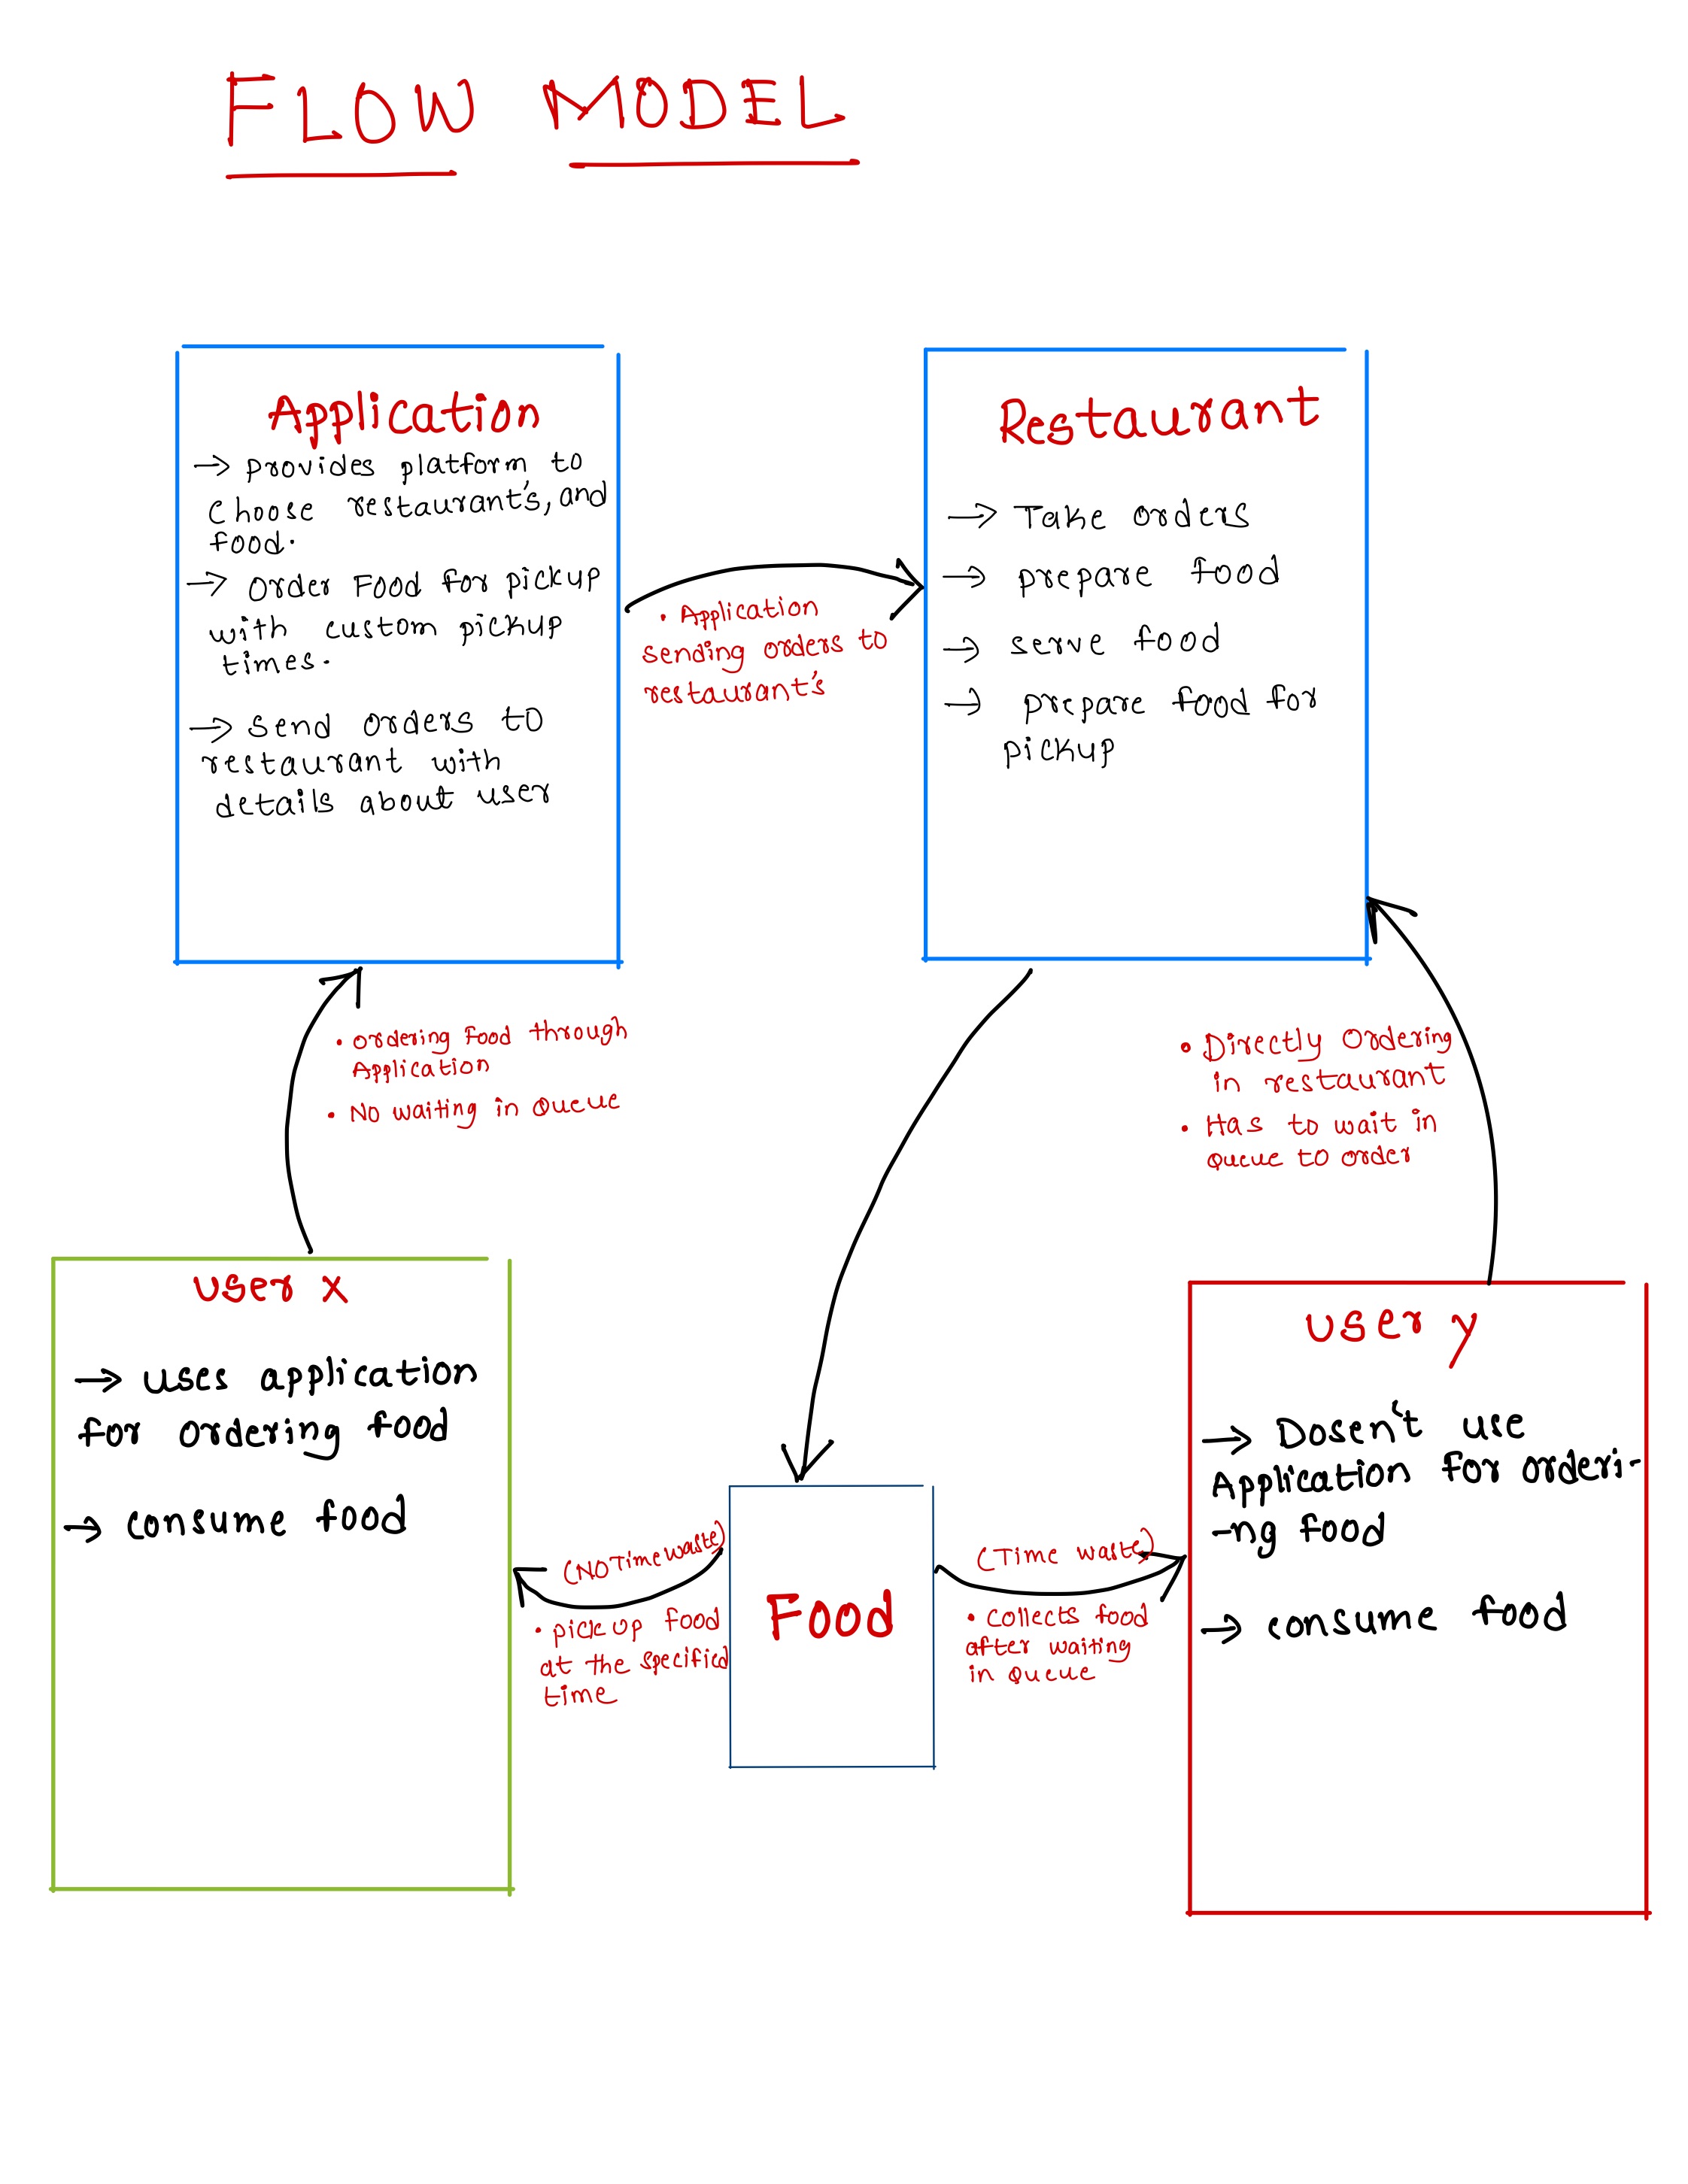 FLOW MODEL
Application
→ provides platform to
choose restaurant's, and
food.
→ order Food for pickup
with custom pickup
times.
→ send orders to
restaurant with
details about user
• Application
sending orders to
restaurant's
Restaurant
→ Take orders
→ prepare food
→ serve food
→ prepare food for
pickup
• ordering Food through
Application
• No waiting in Queue
• Directly Ordering
in restaurant
• Has to wait in
Queue to order
user x
→ uses application
for ordering food
→ consume food
(NO Time waste)
• pick up food
at the specified
time
Food
(Time waste)
• collects food
after waiting
in Queue
user y
→ Dosen't use
Application for orderi-
-ng food
→ consume food